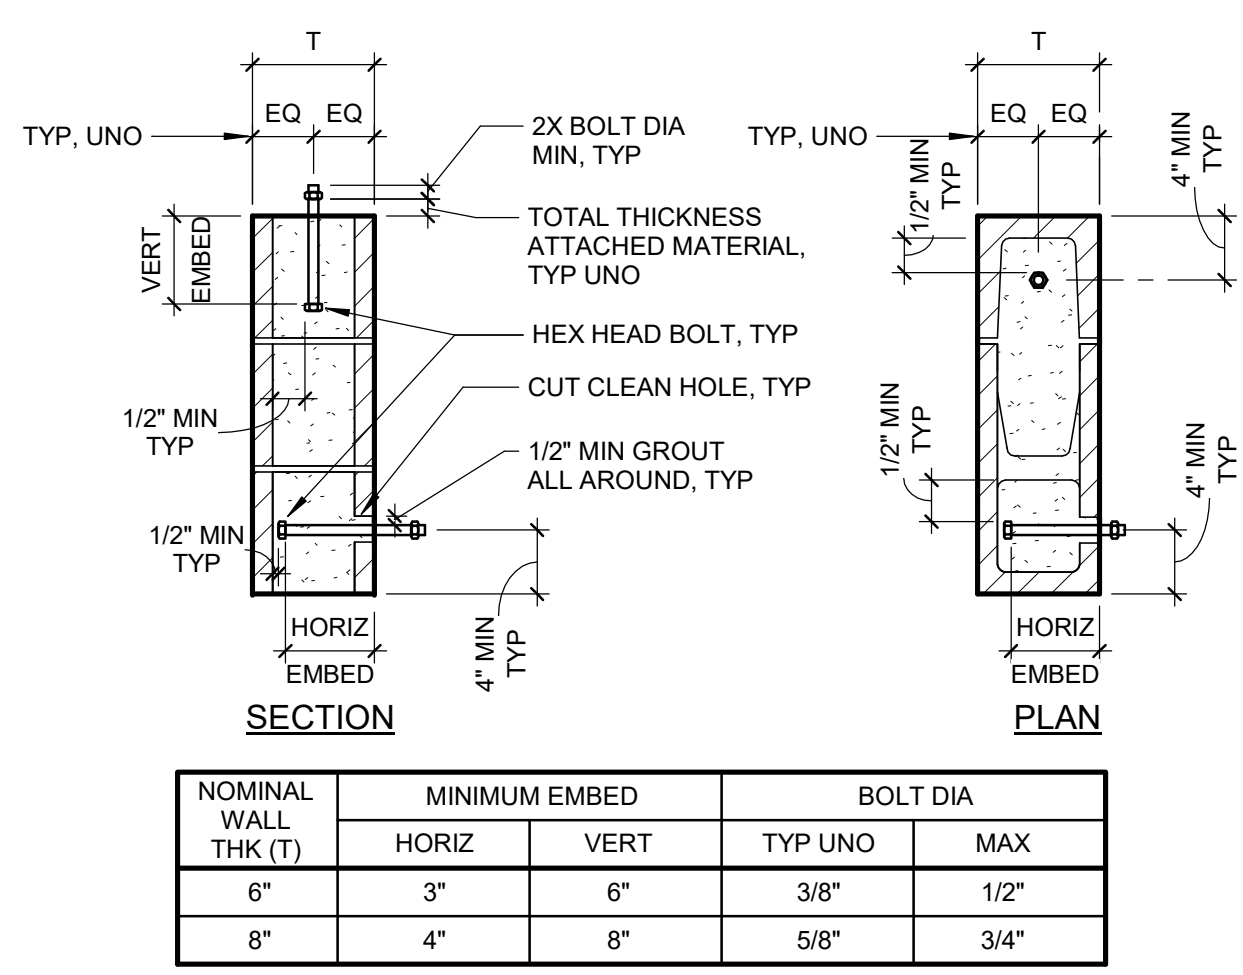 T
EQ EQ
TYP, UNO
2X BOLT DIA
MIN, TYP
TOTAL THICKNESS
ATTACHED MATERIAL,
TYP UNO
VERT
EMBED
HEX HEAD BOLT, TYP
CUT CLEAN HOLE, TYP
1/2" MIN
TYP
1/2" MIN GROUT
ALL AROUND, TYP
1/2" MIN
TYP
HORIZ
EMBED
4" MIN
TYP
SECTION
T
EQ EQ
TYP, UNO
1/2" MIN
TYP
4" MIN
TYP
1/2" MIN
TYP
4" MIN
TYP
HORIZ
EMBED
PLAN
NOMINAL
WALL
THK (T)
MINIMUM EMBED
BOLT DIA
HORIZ VERT TYP UNO MAX
6" 3" 6" 3/8" 1/2"
8" 4" 8" 5/8" 3/4"